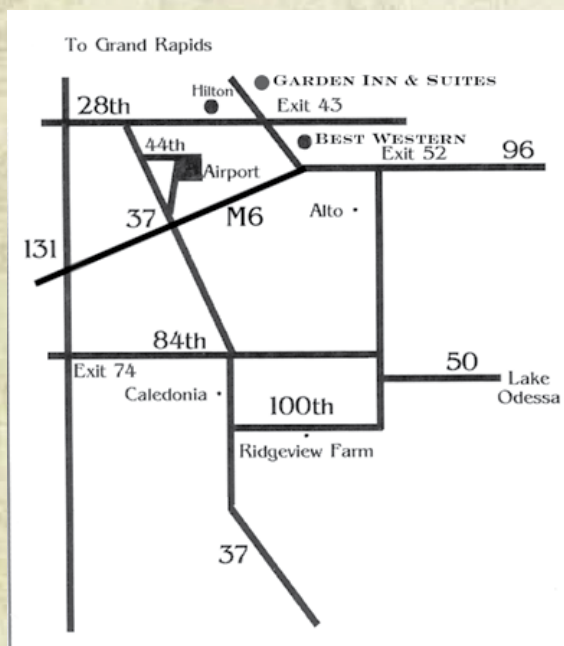 To Grand Rapids
Hilton
GARDEN INN & SUITES
28th
Exit 43
44th
BEST WESTERN
Exit 52
96
Airport
37
M6
Alto
131
84th
Exit 74
50
Lake
Odessa
Caledonia
100th
Ridgeview Farm
37